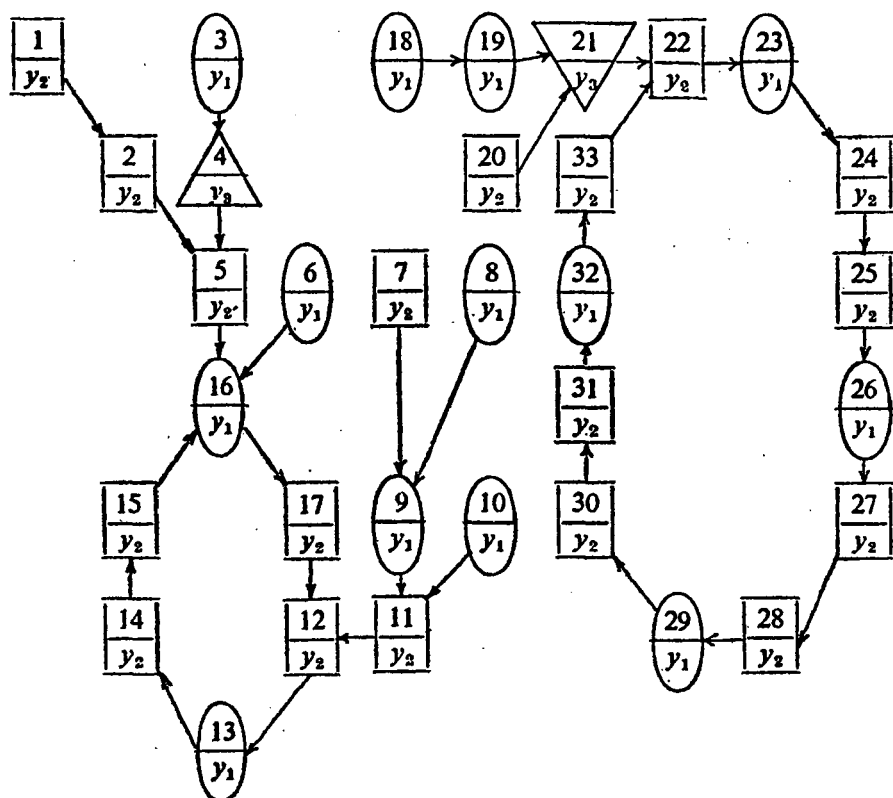 1 3 18 19 21 22 23
y₂ y₁ y₁ y₁ y₃ y₂ y₁
2 4 20 33 24
y₂ y₃ y₂ y₂ y₂
5 6 7 8 32 25
y₂ y₁ y₂ y₁ y₁ y₂
16 31 26
y₁ y₂ y₁
15 17 9 10 30 27
y₂ y₂ y₁ y₁ y₂ y₂
14 12 11 29 28
y₂ y₂ y₂ y₁ y₂
13
y₁